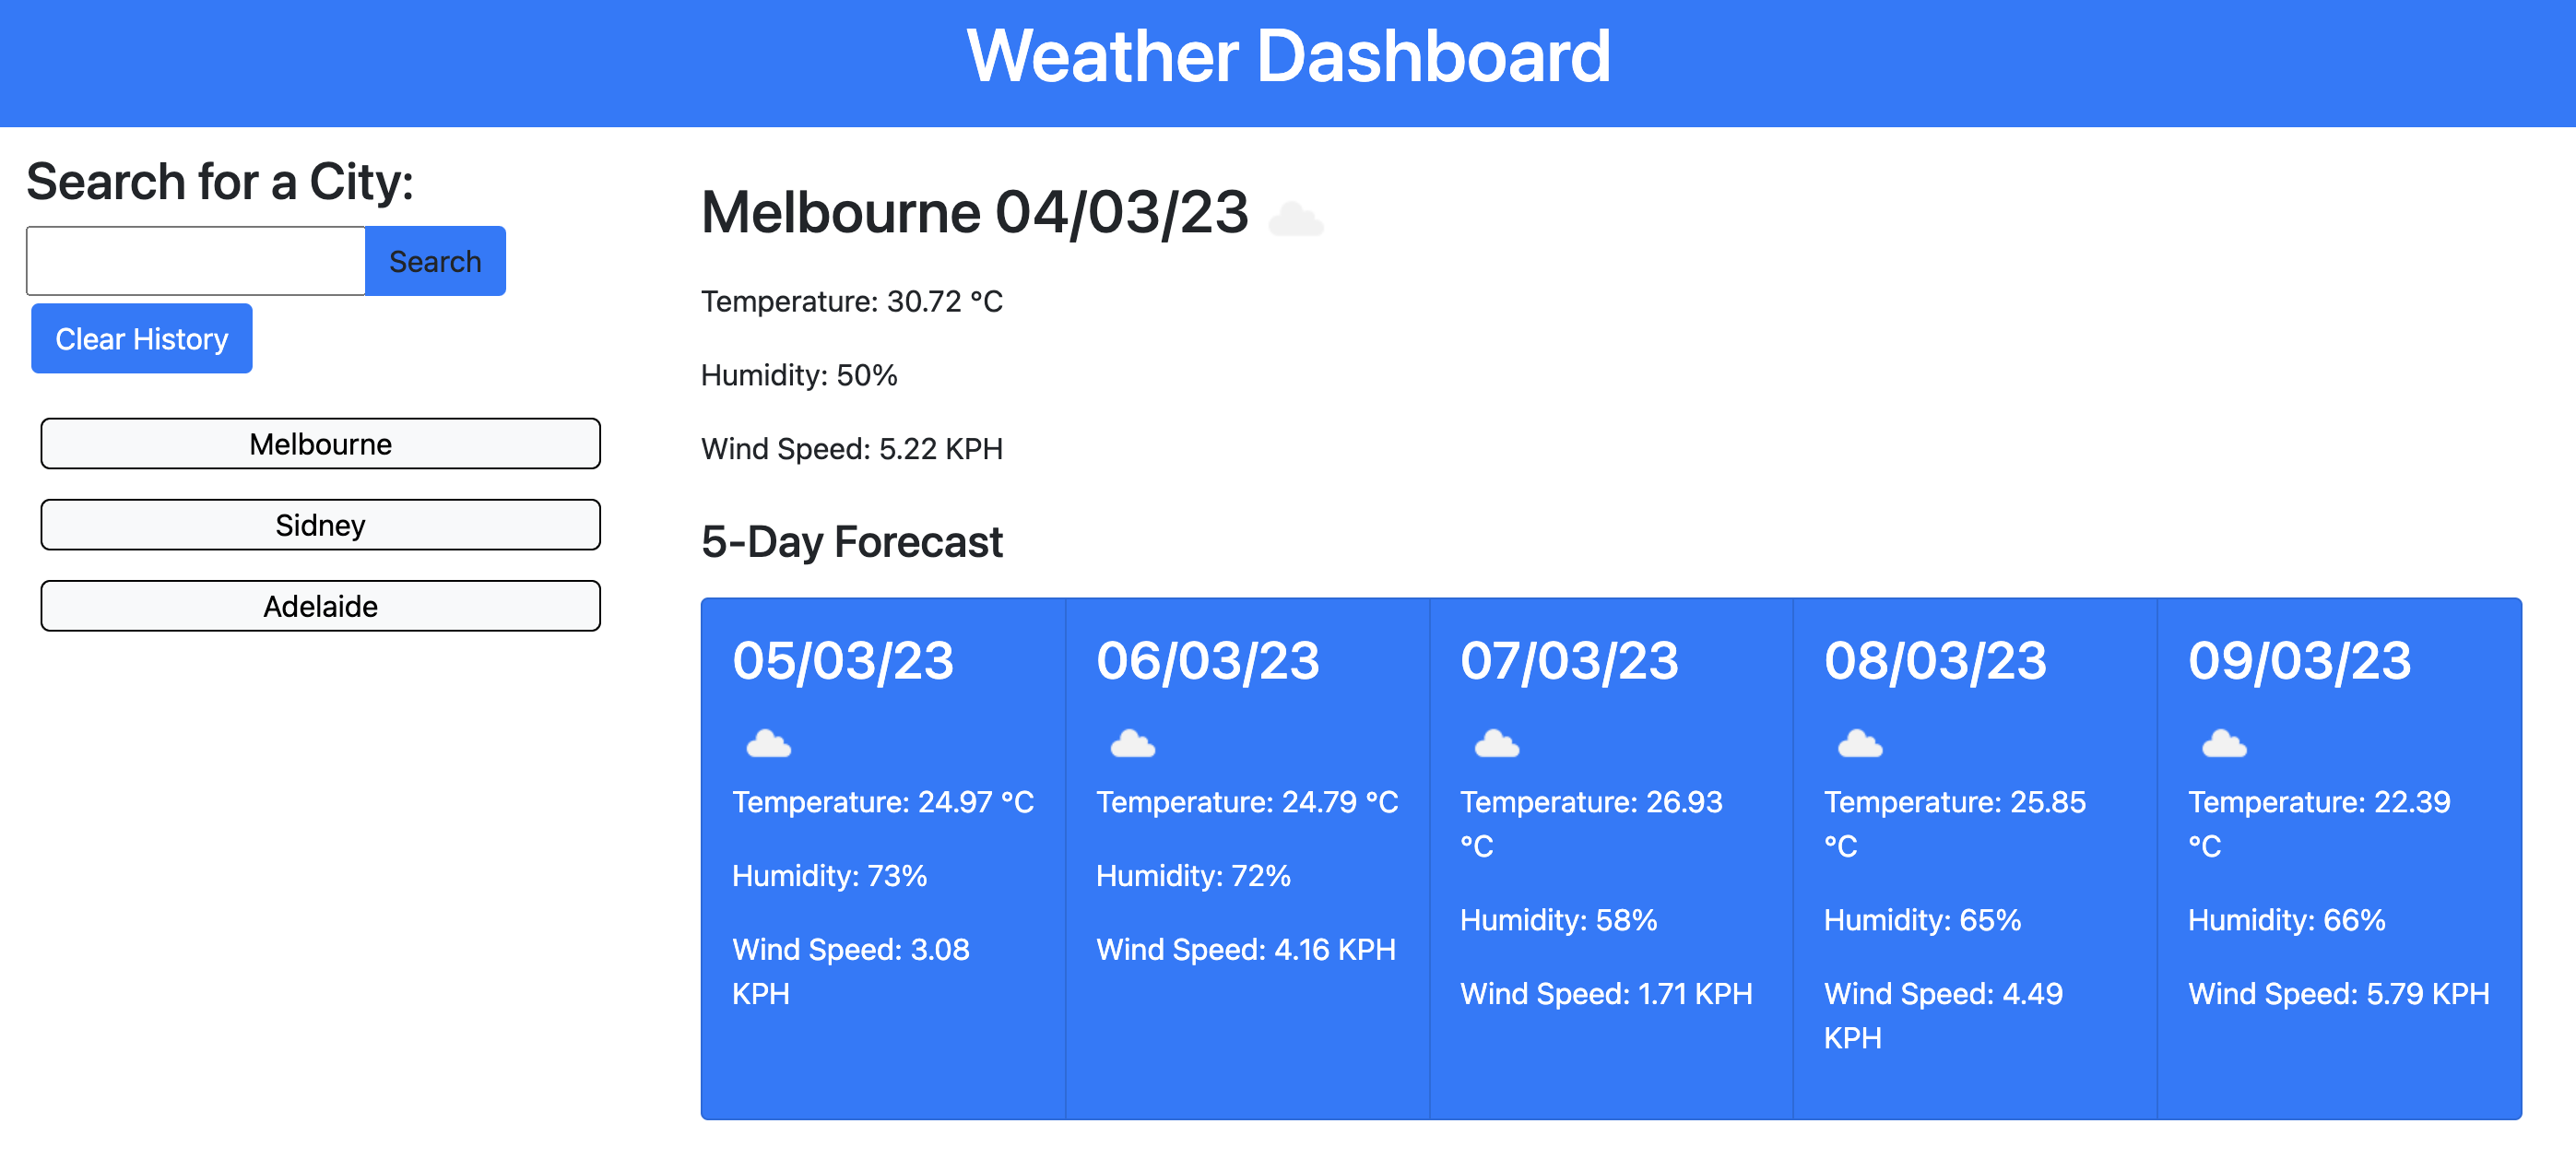 Weather Dashboard
Search for a City:
Search
Clear History
Melbourne
Sidney
Adelaide
Melbourne 04/03/23
Temperature: 30.72 °C
Humidity: 50%
Wind Speed: 5.22 KPH
5-Day Forecast
05/03/23
Temperature: 24.97 °C
Humidity: 73%
Wind Speed: 3.08
KPH
06/03/23
Temperature: 24.79 °C
Humidity: 72%
Wind Speed: 4.16 KPH
07/03/23
Temperature: 26.93
°C
Humidity: 58%
Wind Speed: 1.71 KPH
08/03/23
Temperature: 25.85
°C
Humidity: 65%
Wind Speed: 4.49
KPH
09/03/23
Temperature: 22.39
°C
Humidity: 66%
Wind Speed: 5.79 KPH